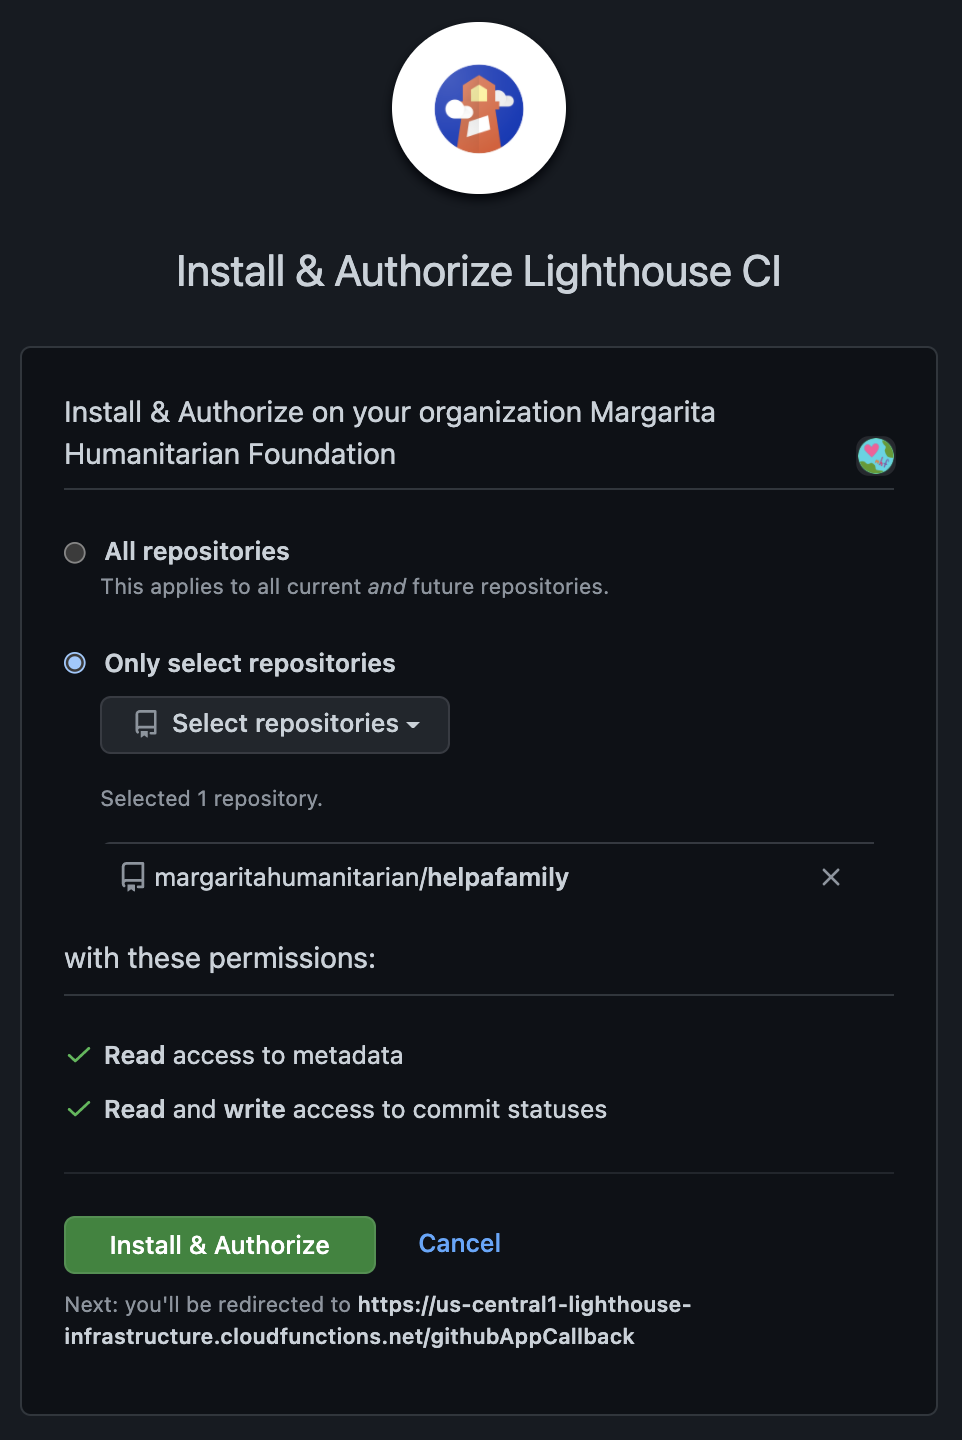 Install & Authorize Lighthouse CI
Install & Authorize on your organization Margarita
Humanitarian Foundation
All repositories
This applies to all current and future repositories.
Only select repositories
Select repositories
Selected 1 repository.
margaritahumanitarian/helpafamily
with these permissions:
Read access to metadata
Read and write access to commit statuses
Install & Authorize Cancel
Next: you'll be redirected to https://us-central1-lighthouse-
infrastructure.cloudfunctions.net/githubAppCallback